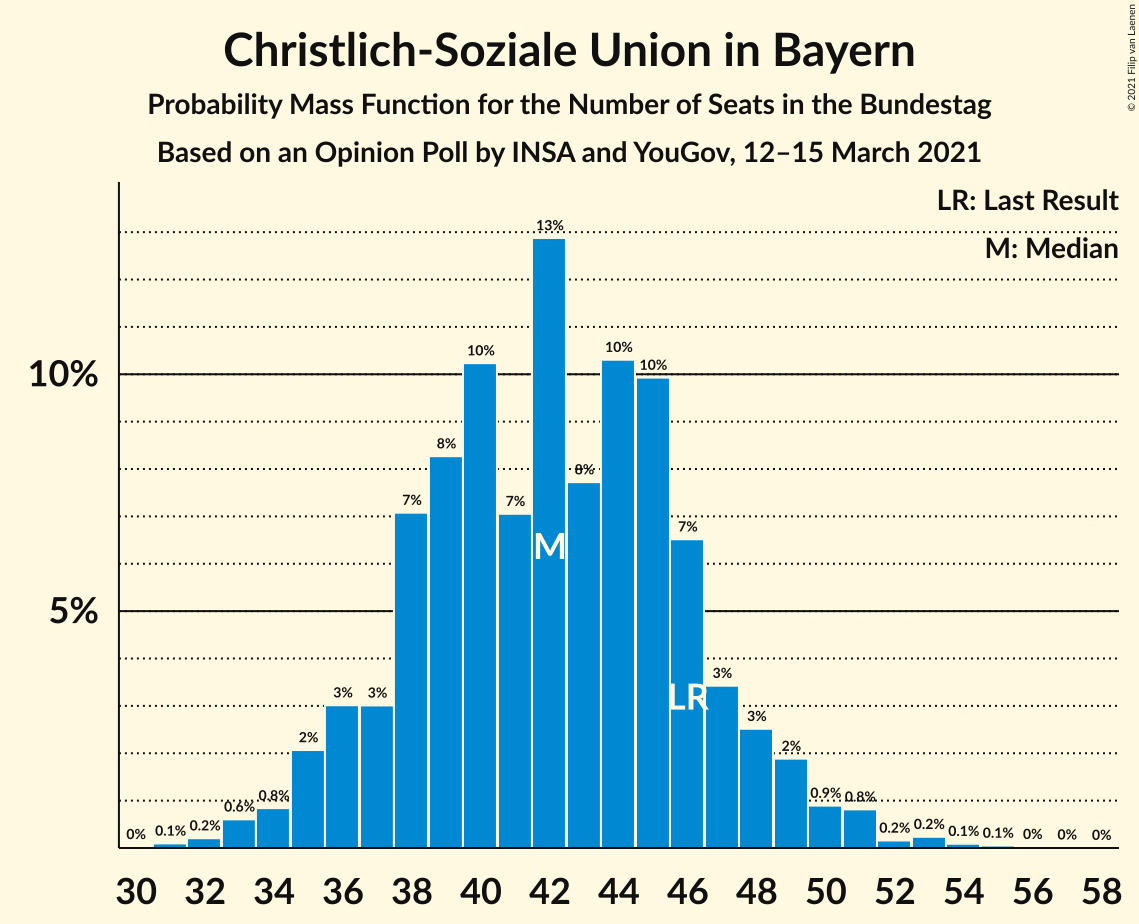 Christlich-Soziale Union in Bayern
Probability Mass Function for the Number of Seats in the Bundestag
Based on an Opinion Poll by INSA and YouGov, 12–15 March 2021
© 2021 Filip van Laenen
LR: Last Result
M: Median
10%
5%
0% 0.1% 0.2% 0.6% 0.8% 2% 3% 3% 7% 8% 10% 7% 13% 8% 10% 10% 7% 3% 3% 2% 0.9% 0.8% 0.2% 0.2% 0.1% 0.1% 0% 0% 0%
M
LR
30 32 34 36 38 40 42 44 46 48 50 52 54 56 58